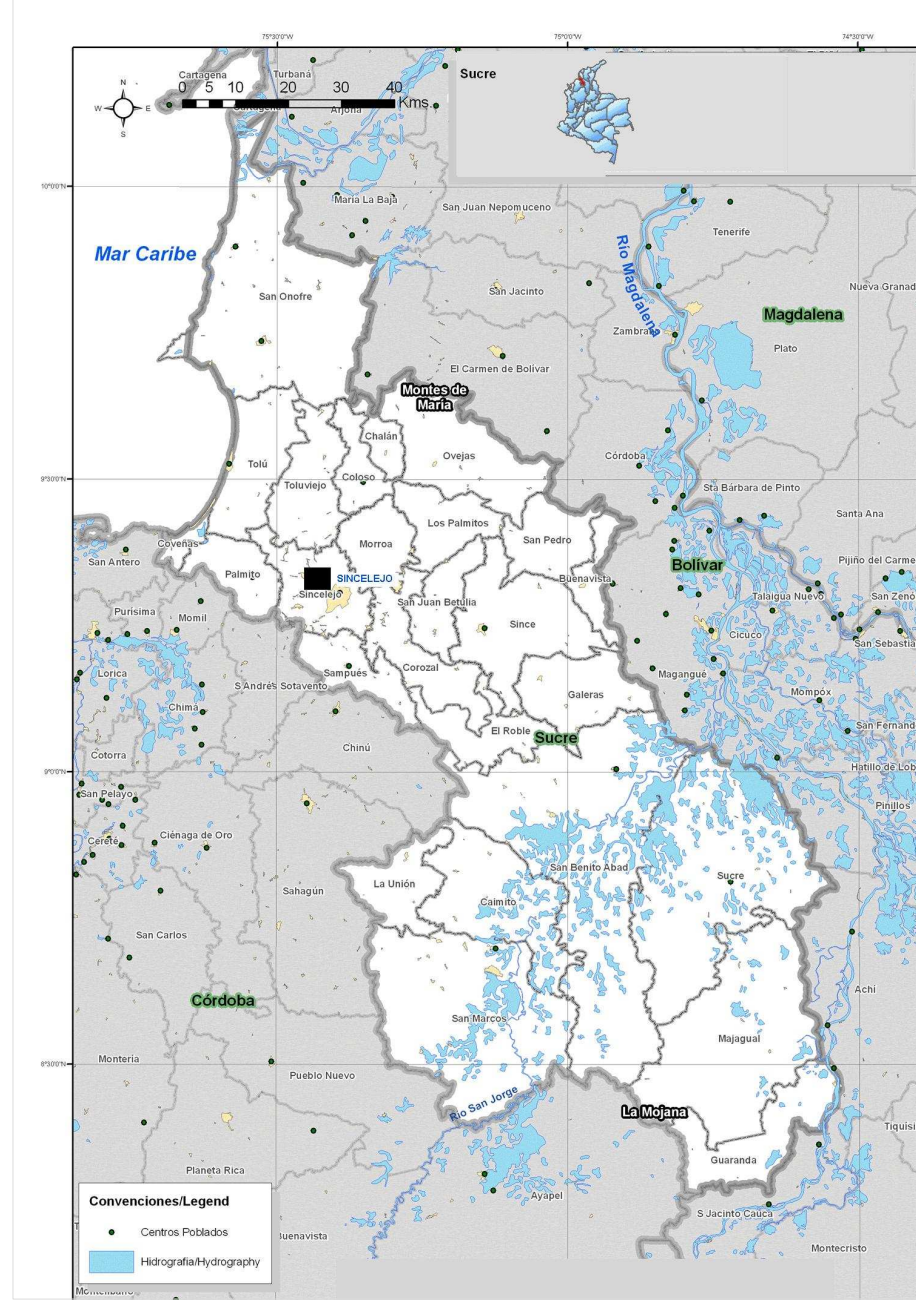 75°30'0"W
75°0'0"W
74°30'0"W
Cartagena
Turbaná
N
W
E
S
0 5 10 20 30 40 Kms.
Cartagena
Arjona
Sucre
10°0'0"N
María La Baja
San Juan Nepomuceno
Tenerife
Mar Caribe
Río Magdalena
San Onofre
San Jacinto
Nueva Granad
Magdalena
Zambrano
Plato
El Carmen de Bolívar
Montes de
María
Chalán
Ovejas
Córdoba
Tolú
9°30'0"N
Coloso
Toluviejo
Sta Bárbara de Pinto
Santa Ana
Los Palmitos
San Pedro
Coveñas
Morroa
San Antero
Bolívar
Pijiño del Carme
Palmito
SINCELEJO
Buenavista
Sincelejo
Talaigua Nuevo
San Zenó
San Juan Betulia
Purísima
Momil
Since
Cicuco
San Sebastia
Lorica
Sampués
Corozal
Magangué
S Andrés Sotavento
Galeras
Mompóx
Chimá
El Roble
San Fernand
Sucre
Chinú
Cotorra
9°0'0"N
Hatillo de Lob
San Pelayo
Pinillos
Cereté
Ciénaga de Oro
San Benito Abad
Sucre
La Unión
Sahagún
Caimito
San Carlos
Achí
Córdoba
San Marcos
Majagual
Monteria
8°30'0"N
Pueblo Nuevo
Río San Jorge
La Mojana
Tiquisi
Guaranda
Planeta Rica
Ayapel
S Jacinto Cauca
Convenciones/Legend
Centros Poblados
Buenavista
Hidrografía/Hydrography
Montecristo
Montelibano